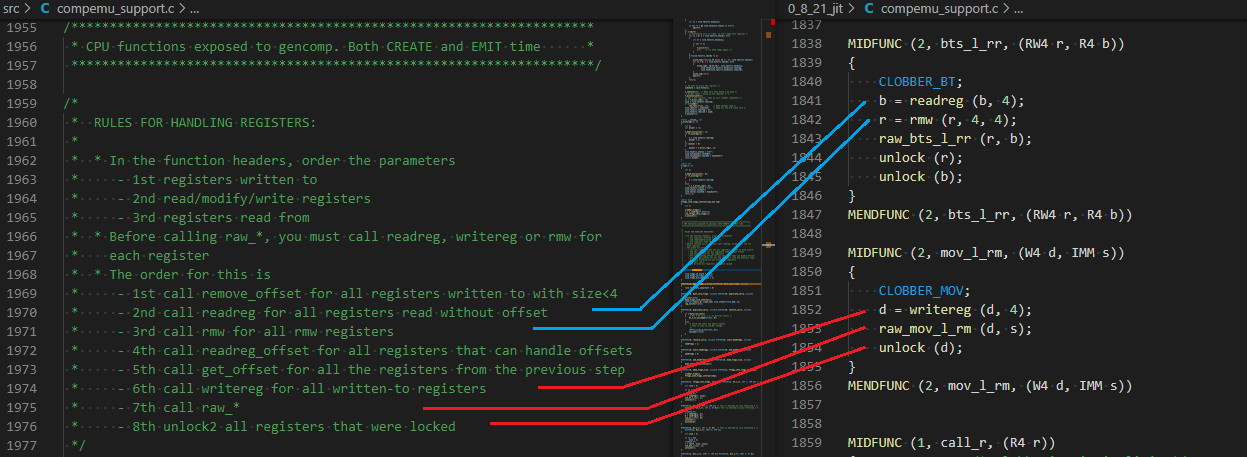 src > C compemu_support.c > ...
1955 /********************************************************************
1956 * CPU functions exposed to gencomp. Both CREATE and EMIT time *
1957 ********************************************************************/
1958
1959 /*
1960 * RULES FOR HANDLING REGISTERS:
1961 *
1962 * * In the function headers, order the parameters
1963 * - 1st registers written to
1964 * - 2nd read/modify/write registers
1965 * - 3rd registers read from
1966 * * Before calling raw_*, you must call readreg, writereg or rmw for
1967 * each register
1968 * * The order for this is
1969 * - 1st call remove_offset for all registers written to with size<4
1970 * - 2nd call readreg for all registers read without offset
1971 * - 3rd call rmw for all rmw registers
1972 * - 4th call readreg_offset for all registers that can handle offsets
1973 * - 5th call get_offset for all the registers from the previous step
1974 * - 6th call writereg for all written-to registers
1975 * - 7th call raw_*
1976 * - 8th unlock2 all registers that were locked
1977 */
0_8_21_jit > C compemu_support.c > ...
1837
1838 MIDFUNC (2, bts_l_rr, (RW4 r, R4 b))
1839 {
1840 CLOBBER_BT;
1841 b = readreg (b, 4);
1842 r = rmw (r, 4, 4);
1843 raw_bts_l_rr (r, b);
1844 unlock (r);
1845 unlock (b);
1846 }
1847 MENDFUNC (2, bts_l_rr, (RW4 r, R4 b))
1848
1849 MIDFUNC (2, mov_l_rm, (W4 d, IMM s))
1850 {
1851 CLOBBER_MOV;
1852 d = writereg (d, 4);
1853 raw_mov_l_rm (d, s);
1854 unlock (d);
1855 }
1856 MENDFUNC (2, mov_l_rm, (W4 d, IMM s))
1857
1858
1859 MIDFUNC (1, call_r, (R4 r))